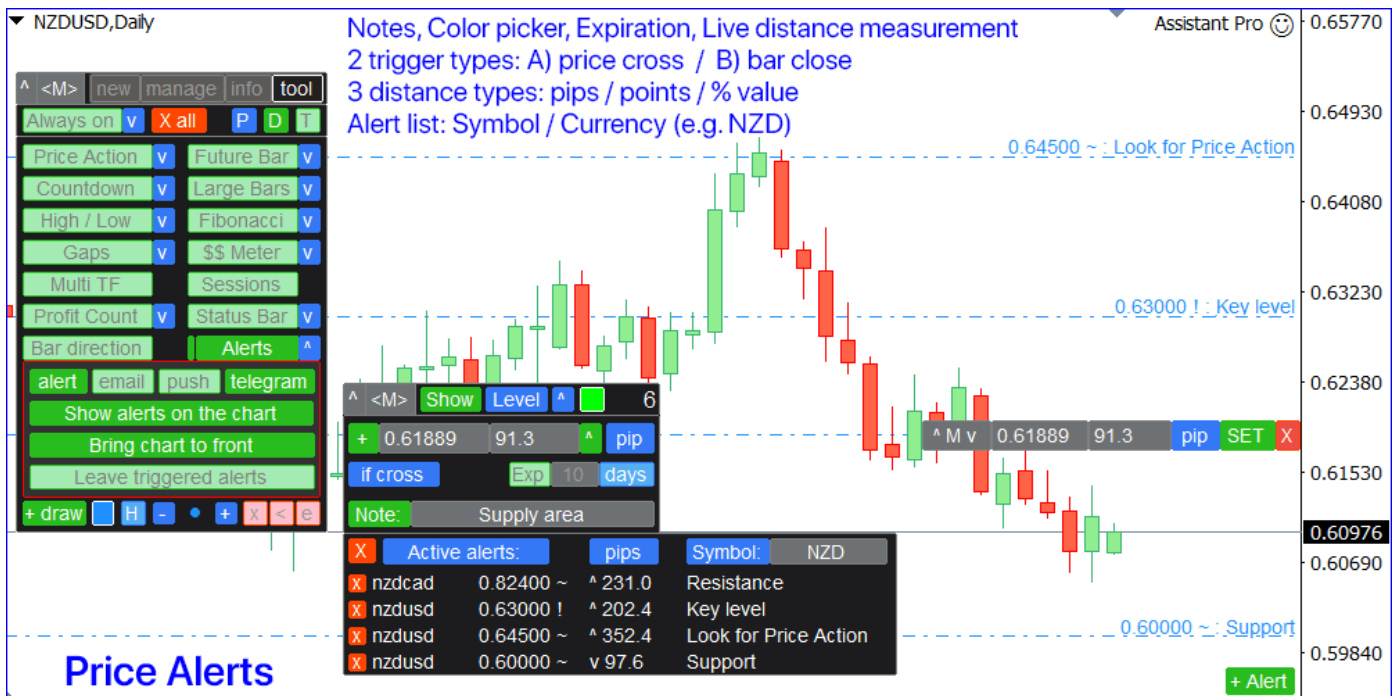 NZDUSD,Daily
Notes, Color picker, Expiration, Live distance measurement
2 trigger types: A) price cross / B) bar close
3 distance types: pips / points / % value
Alert list: Symbol / Currency (e.g. NZD)
Assistant Pro
0.65770
0.64930
0.64080
0.63230
0.62380
0.61530
0.60976
0.60690
0.59840
0.64500 ~ : Look for Price Action
0.63000 ! : Key level
0.60000 ~ : Support
^ <M> new manage info tool
Always on v X all P D T
Price Action v Future Bar v
Countdown v Large Bars v
High / Low v Fibonacci v
Gaps v $$ Meter v
Multi TF Sessions
Profit Count v Status Bar v
Bar direction Alerts ^
alert email push telegram
Show alerts on the chart
Bring chart to front
Leave triggered alerts
+ draw H - + x < e
^ <M> Show Level ^ 6
+ 0.61889 91.3 ^ pip
if cross Exp 10 days
Note: Supply area
^ M v 0.61889 91.3 pip SET X
X Active alerts: pips Symbol: NZD
x nzdcad 0.82400 ~ ^ 231.0 Resistance
x nzdusd 0.63000 ! ^ 202.4 Key level
x nzdusd 0.64500 ~ ^ 352.4 Look for Price Action
x nzdusd 0.60000 ~ v 97.6 Support
Price Alerts
+ Alert